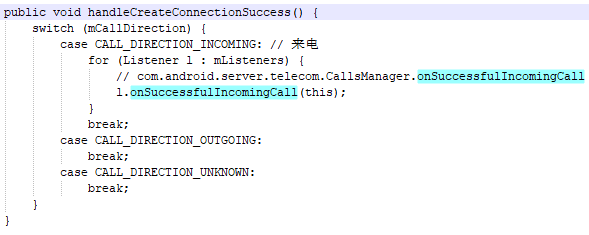 public void handleCreateConnectionSuccess() {
    switch (mCallDirection) {
        case CALL_DIRECTION_INCOMING: // 来电
            for (Listener l : mListeners) {
                // com.android.server.telecom.CallsManager.onSuccessfulIncomingCall
                l.onSuccessfulIncomingCall(this);
            }
            break;
        case CALL_DIRECTION_OUTGOING:
            break;
        case CALL_DIRECTION_UNKNOWN:
            break;
    }
}